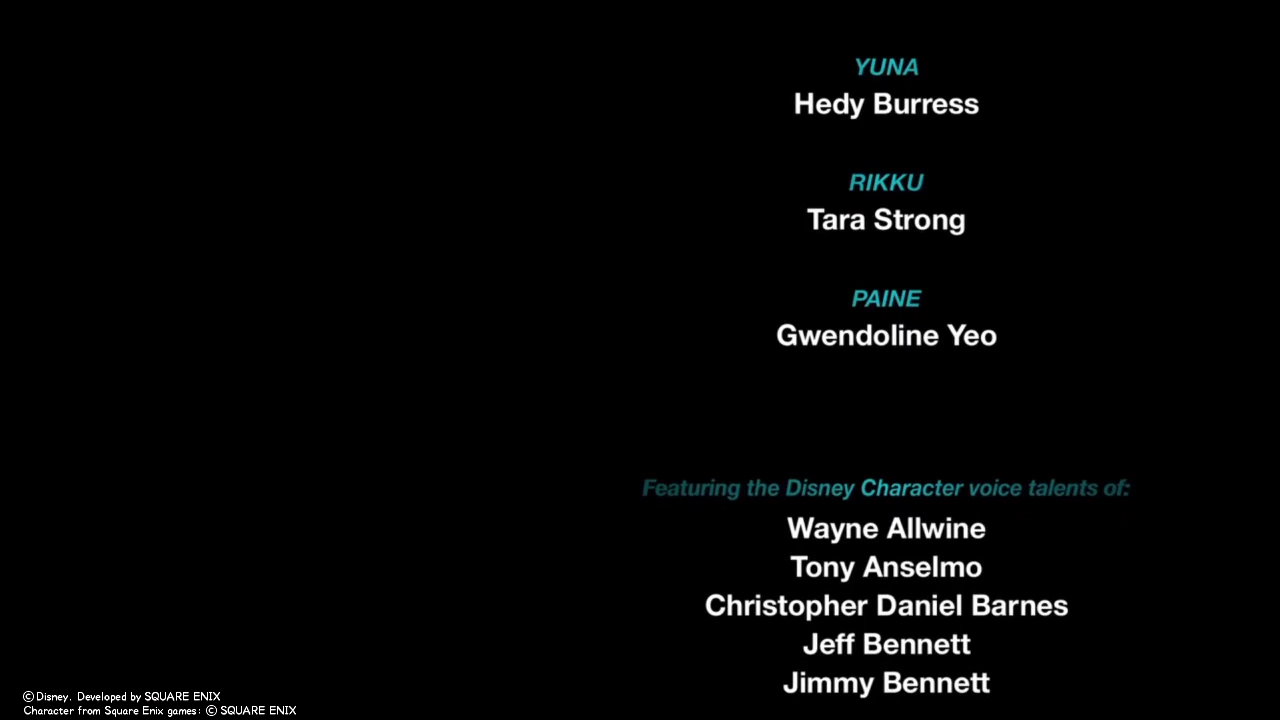 YUNA
Hedy Burress
RIKKU
Tara Strong
PAINE
Gwendoline Yeo
Featuring the Disney Character voice talents of:
Wayne Allwine
Tony Anselmo
Christopher Daniel Barnes
Jeff Bennett
Jimmy Bennett
©Disney. Developed by SQUARE ENIX
Character from Square Enix games: © SQUARE ENIX